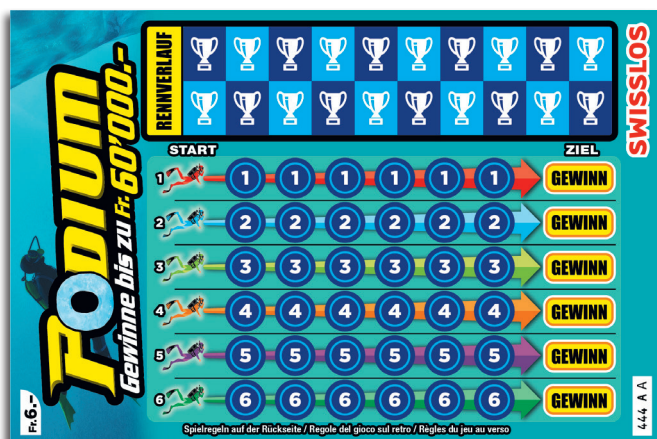 PODIUM
Gewinne bis zu Fr. 60'000.-
Fr. 6.-
RENNVERLAUF
SWISSLOS
START ZIEL
1 1 1 1 1 1 1 GEWINN
2 2 2 2 2 2 2 GEWINN
3 3 3 3 3 3 3 GEWINN
4 4 4 4 4 4 4 GEWINN
5 5 5 5 5 5 5 GEWINN
6 6 6 6 6 6 6 GEWINN
Spielregeln auf der Rückseite / Regole del gioco sul retro / Règles du jeu au verso
444 A A